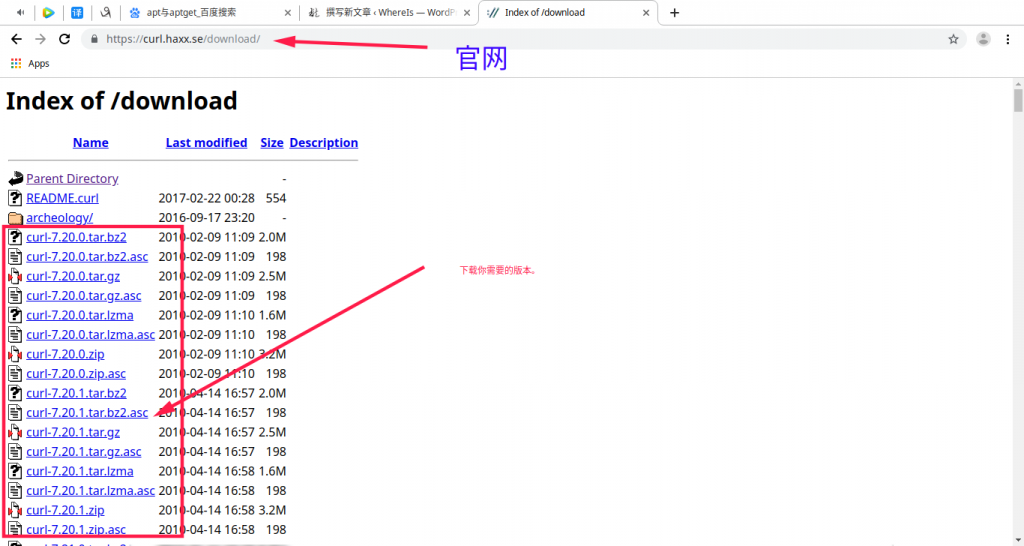 apt与aptget_百度搜索
撰写新文章 ‹ WhereIs — WordP
Index of /download
https://curl.haxx.se/download/
官网
Apps
Index of /download
Name Last modified Size Description
Parent Directory -
README.curl 2017-02-22 00:28 554
archeology/ 2016-09-17 23:20 -
curl-7.20.0.tar.bz2 2010-02-09 11:09 2.0M
curl-7.20.0.tar.bz2.asc 2010-02-09 11:09 198
curl-7.20.0.tar.gz 2010-02-09 11:09 2.5M
下载你需要的版本。
curl-7.20.0.tar.gz.asc 2010-02-09 11:09 198
curl-7.20.0.tar.lzma 2010-02-09 11:10 1.6M
curl-7.20.0.tar.lzma.asc 2010-02-09 11:10 198
curl-7.20.0.zip 2010-02-09 11:10 3.2M
curl-7.20.0.zip.asc 2010-02-09 11:10 198
curl-7.20.1.tar.bz2 2010-04-14 16:57 2.0M
curl-7.20.1.tar.bz2.asc 2010-04-14 16:57 198
curl-7.20.1.tar.gz 2010-04-14 16:57 2.5M
curl-7.20.1.tar.gz.asc 2010-04-14 16:57 198
curl-7.20.1.tar.lzma 2010-04-14 16:58 1.6M
curl-7.20.1.tar.lzma.asc 2010-04-14 16:58 198
curl-7.20.1.zip 2010-04-14 16:58 3.2M
curl-7.20.1.zip.asc 2010-04-14 16:58 198